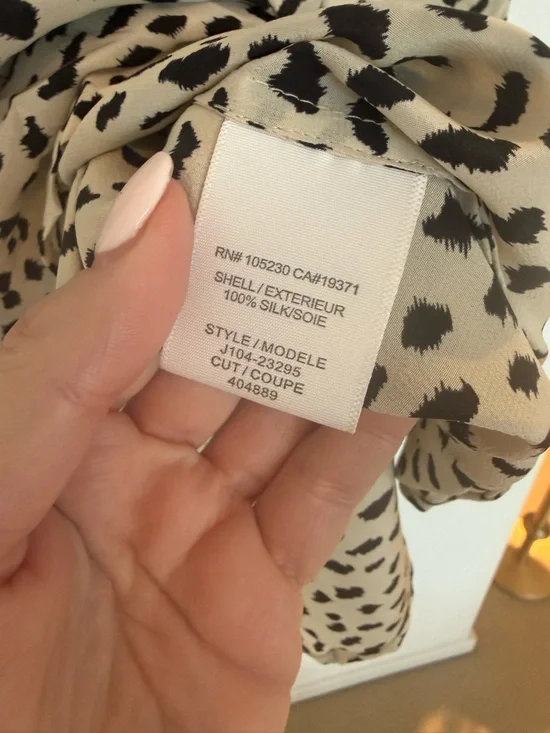 RN# 105230 CA#19371
SHELL / EXTERIEUR
100% SILK/SOIE
STYLE / MODELE
J104-23295
CUT / COUPE
404889